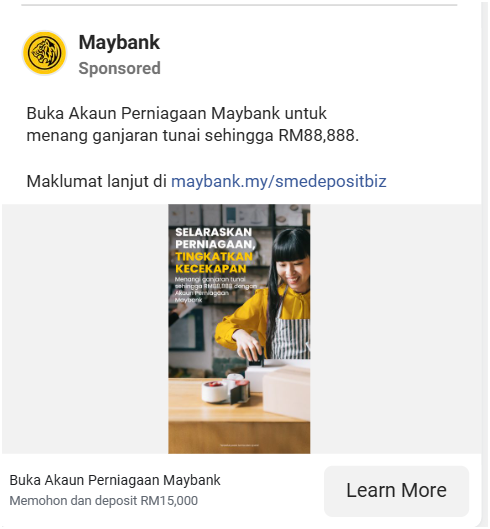 Maybank
Sponsored
Buka Akaun Perniagaan Maybank untuk
menang ganjaran tunai sehingga RM88,888.
Maklumat lanjut di maybank.my/smedepositbiz
SELARASKAN
PERNIAGAAN,
TINGKATKAN
KECEKAPAN
Menangi ganjaran tunai
sehingga RM88,888 dengan
Akaun Perniagaan
Maybank
Buka Akaun Perniagaan Maybank
Memohon dan deposit RM15,000
Learn More